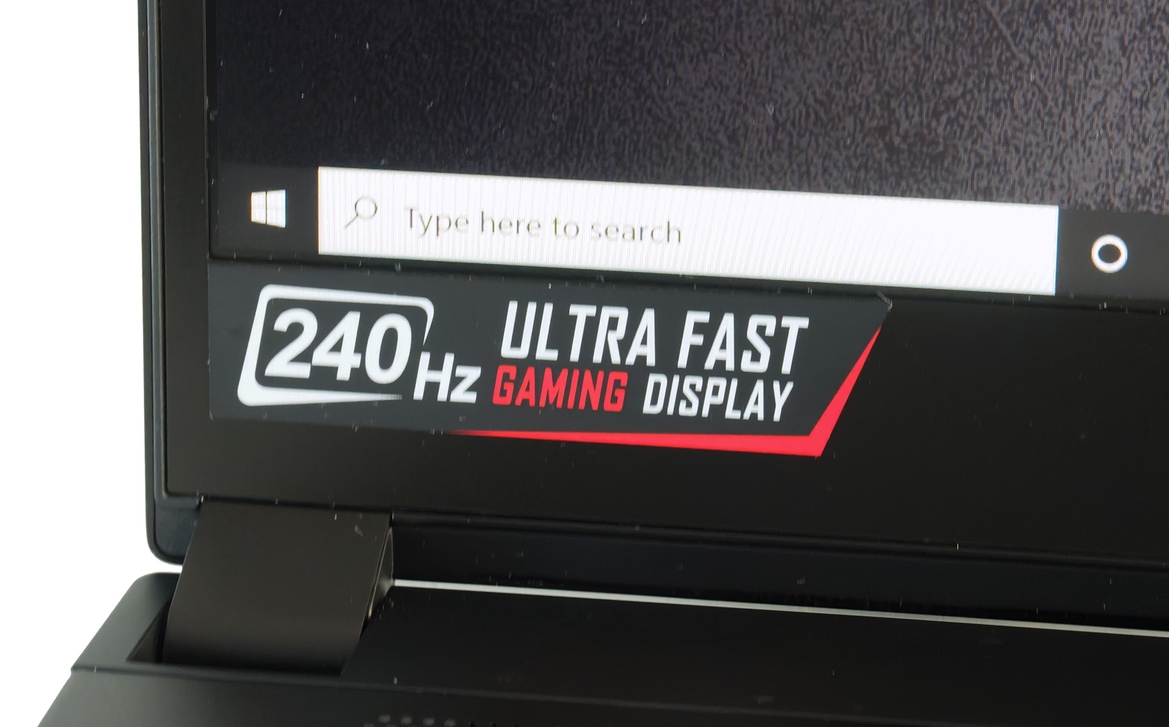 Type here to search
240Hz
ULTRA FAST
GAMING DISPLAY